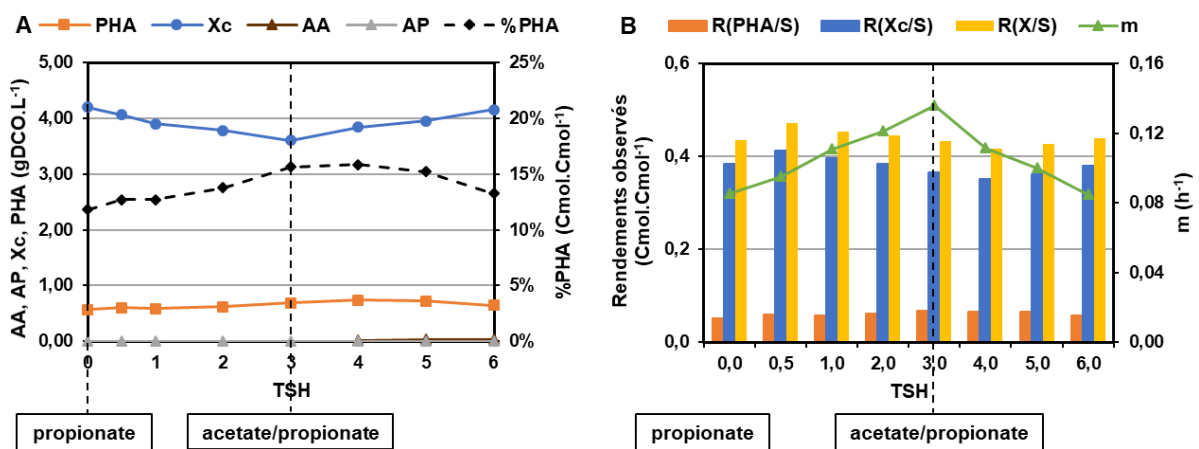 A PHA Xc AA AP %PHA
AA, AP, Xc, PHA (gDCO.L-1)
5,00
4,00
3,00
2,00
1,00
0,00
25%
20%
15%
10%
5%
0%
%PHA (Cmol.Cmol-1)
0 1 2 3 4 5 6
TSH
propionate
acetate/propionate
B R(PHA/S) R(Xc/S) R(X/S) m
Rendements observés
(Cmol.Cmol-1)
0,6
0,4
0,2
0,0
0,16
0,12
0,08
0,04
0,00
m (h-1)
0,0 0,5 1,0 2,0 3,0 4,0 5,0 6,0
TSH
propionate
acetate/propionate